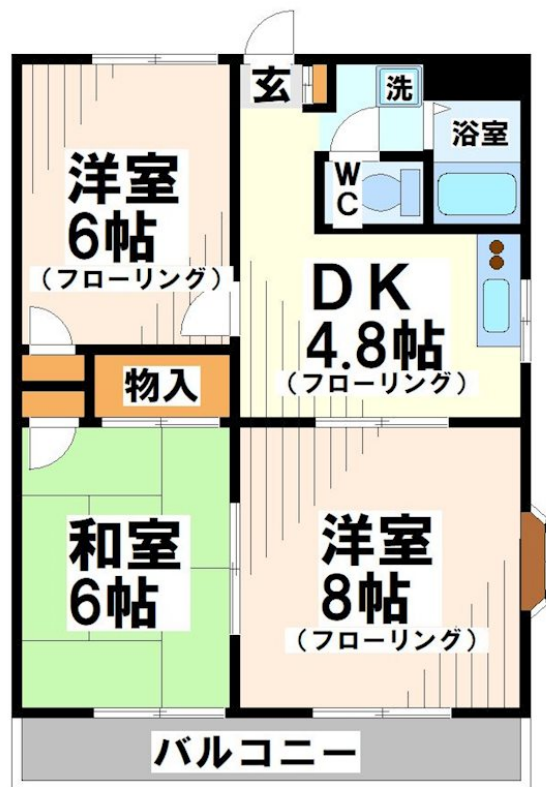 玄
洗
浴室
洋室
6帖
（フローリング）
WC
DK
4.8帖
（フローリング）
物入
和室
6帖
洋室
8帖
（フローリング）
バルコニー